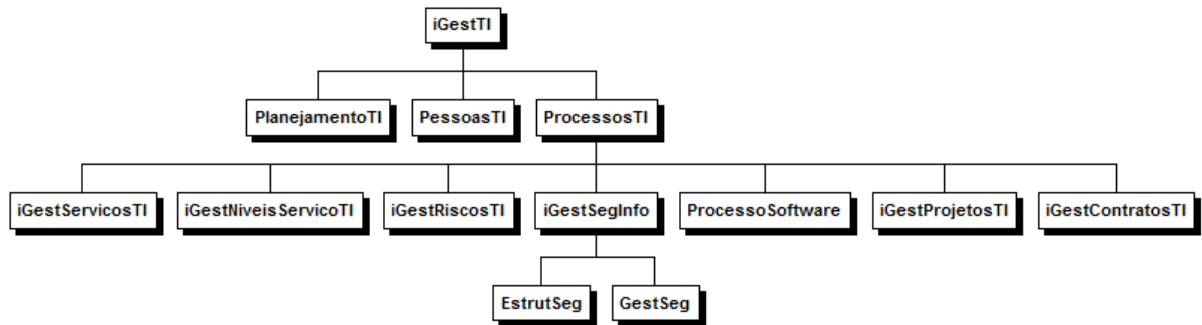 iGestTI
PlanejamentoTI
PessoasTI
ProcessosTI
iGestServicosTI
iGestNiveisServicoTI
iGestRiscosTI
iGestSegInfo
ProcessoSoftware
iGestProjetosTI
iGestContratosTI
EstrutSeg
GestSeg